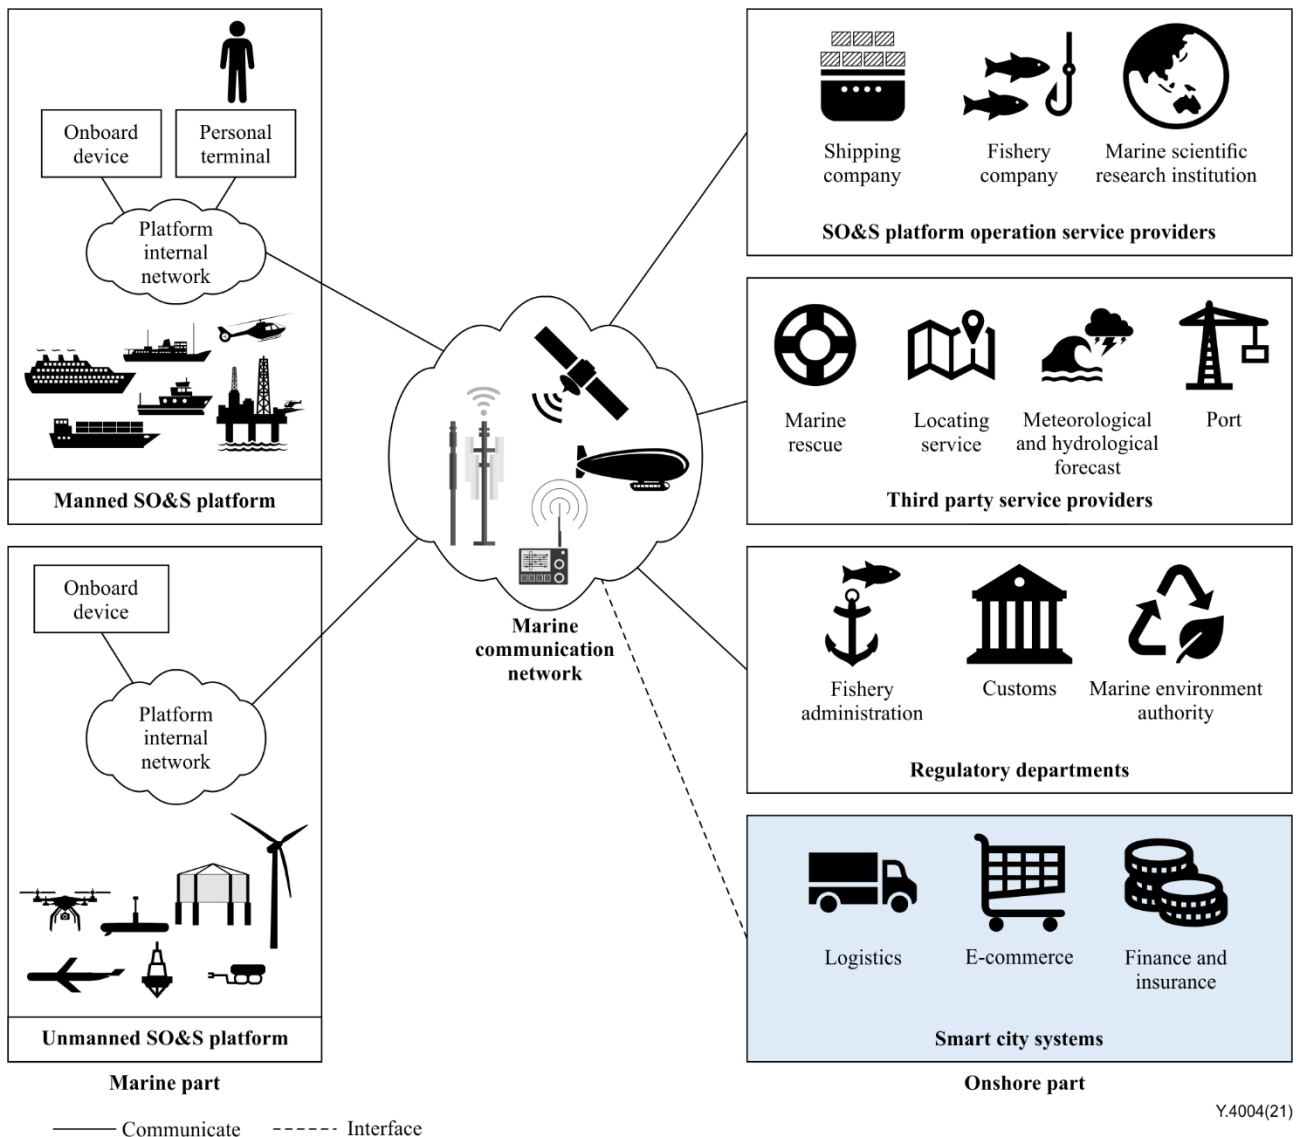 Onboard
device
Personal
terminal
Platform
internal
network
Manned SO&S platform
Onboard
device
Platform
internal
network
Unmanned SO&S platform
Marine part
Marine
communication
network
Shipping
company
Fishery
company
Marine scientific
research institution
SO&S platform operation service providers
Marine
rescue
Locating
service
Meteorological
and hydrological
forecast
Port
Third party service providers
Fishery
administration
Customs
Marine environment
authority
Regulatory departments
Logistics
E-commerce
Finance and
insurance
Smart city systems
Onshore part
Y.4004(21)
Communicate
Interface